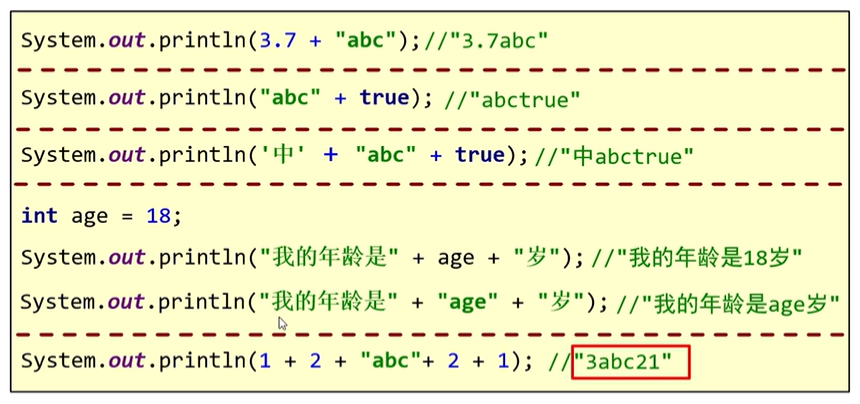 System.out.println(3.7 + "abc");//"3.7abc"
System.out.println("abc" + true); //"abctrue"
System.out.println('中' + "abc" + true);//"中abctrue"
int age = 18;
System.out.println("我的年龄是" + age + "岁");//"我的年龄是18岁"
System.out.println("我的年龄是" + "age" + "岁");//"我的年龄是age岁"
System.out.println(1 + 2 + "abc"+ 2 + 1); //"3abc21"